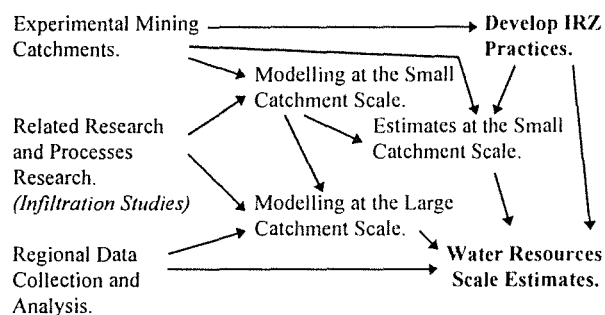 Experimental Mining
Catchments.
Develop IRZ
Practices.
Modelling at the Small
Catchment Scale.
Estimates at the Small
Catchment Scale.
Related Research
and Processes
Research.
(Infiltration Studies)
Modelling at the Large
Catchment Scale.
Regional Data
Collection and
Analysis.
Water Resources
Scale Estimates.